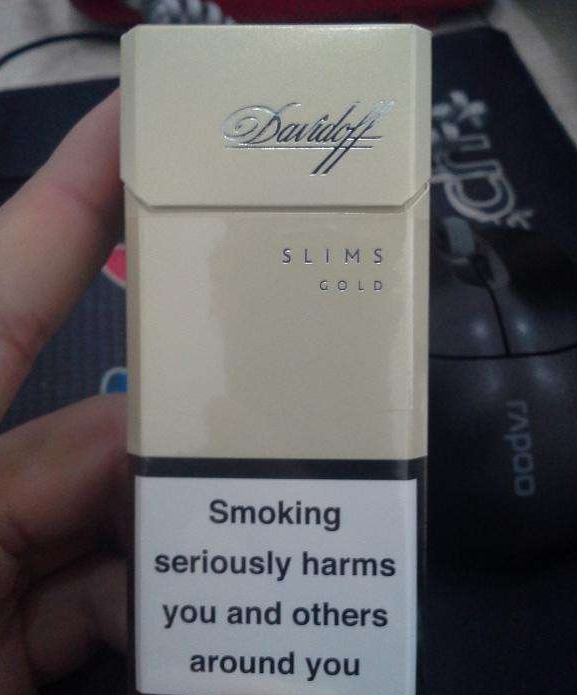 Davidoff
SLIMS
GOLD
rapoo
Smoking
seriously harms
you and others
around you